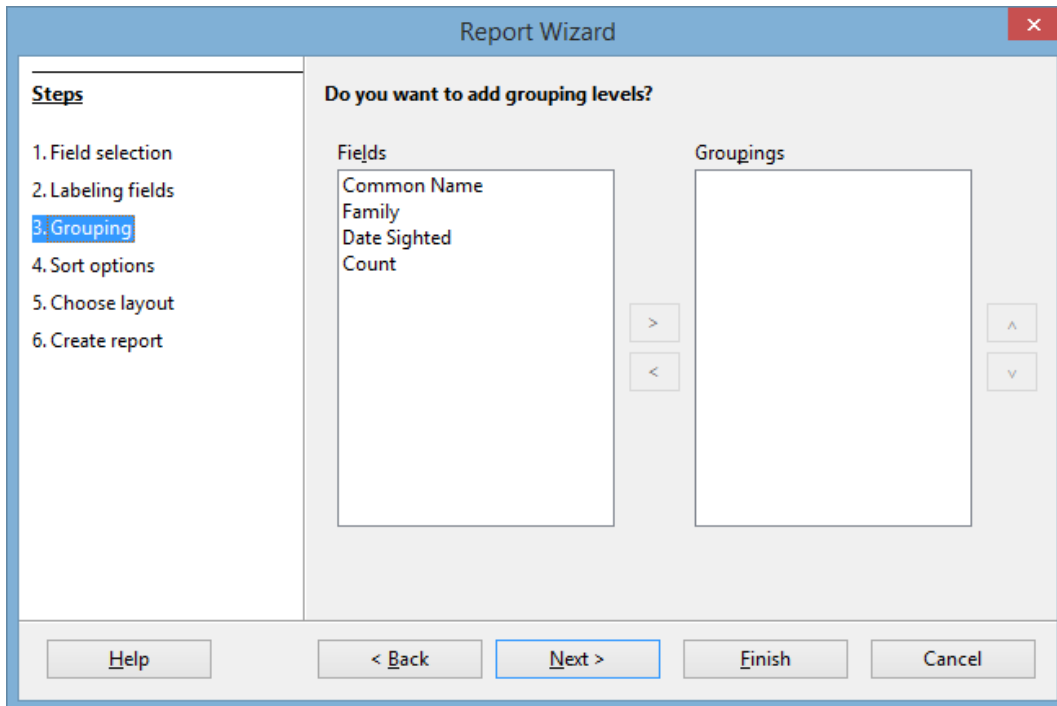 Report Wizard
Steps
1. Field selection
2. Labeling fields
3. Grouping
4. Sort options
5. Choose layout
6. Create report
Do you want to add grouping levels?
Fields
Common Name
Family
Date Sighted
Count
>
<
Groupings
^
v
Help
< Back
Next >
Finish
Cancel